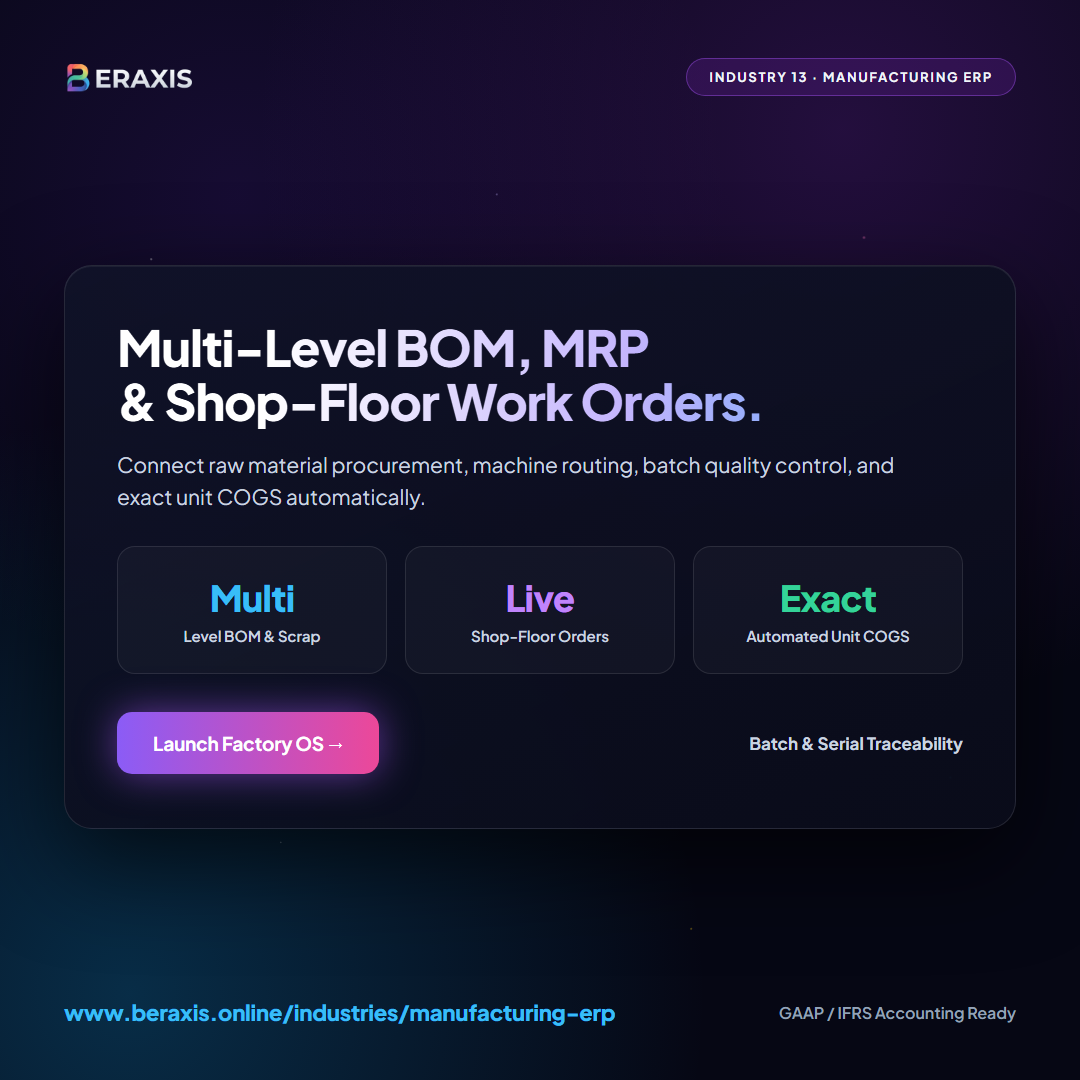 BERAXIS
INDUSTRY 13 · MANUFACTURING ERP
Multi-Level BOM, MRP
& Shop-Floor Work Orders.
Connect raw material procurement, machine routing, batch quality control, and
exact unit COGS automatically.
Multi
Level BOM & Scrap
Live
Shop-Floor Orders
Exact
Automated Unit COGS
Launch Factory OS →
Batch & Serial Traceability
www.beraxis.online/industries/manufacturing-erp
GAAP / IFRS Accounting Ready